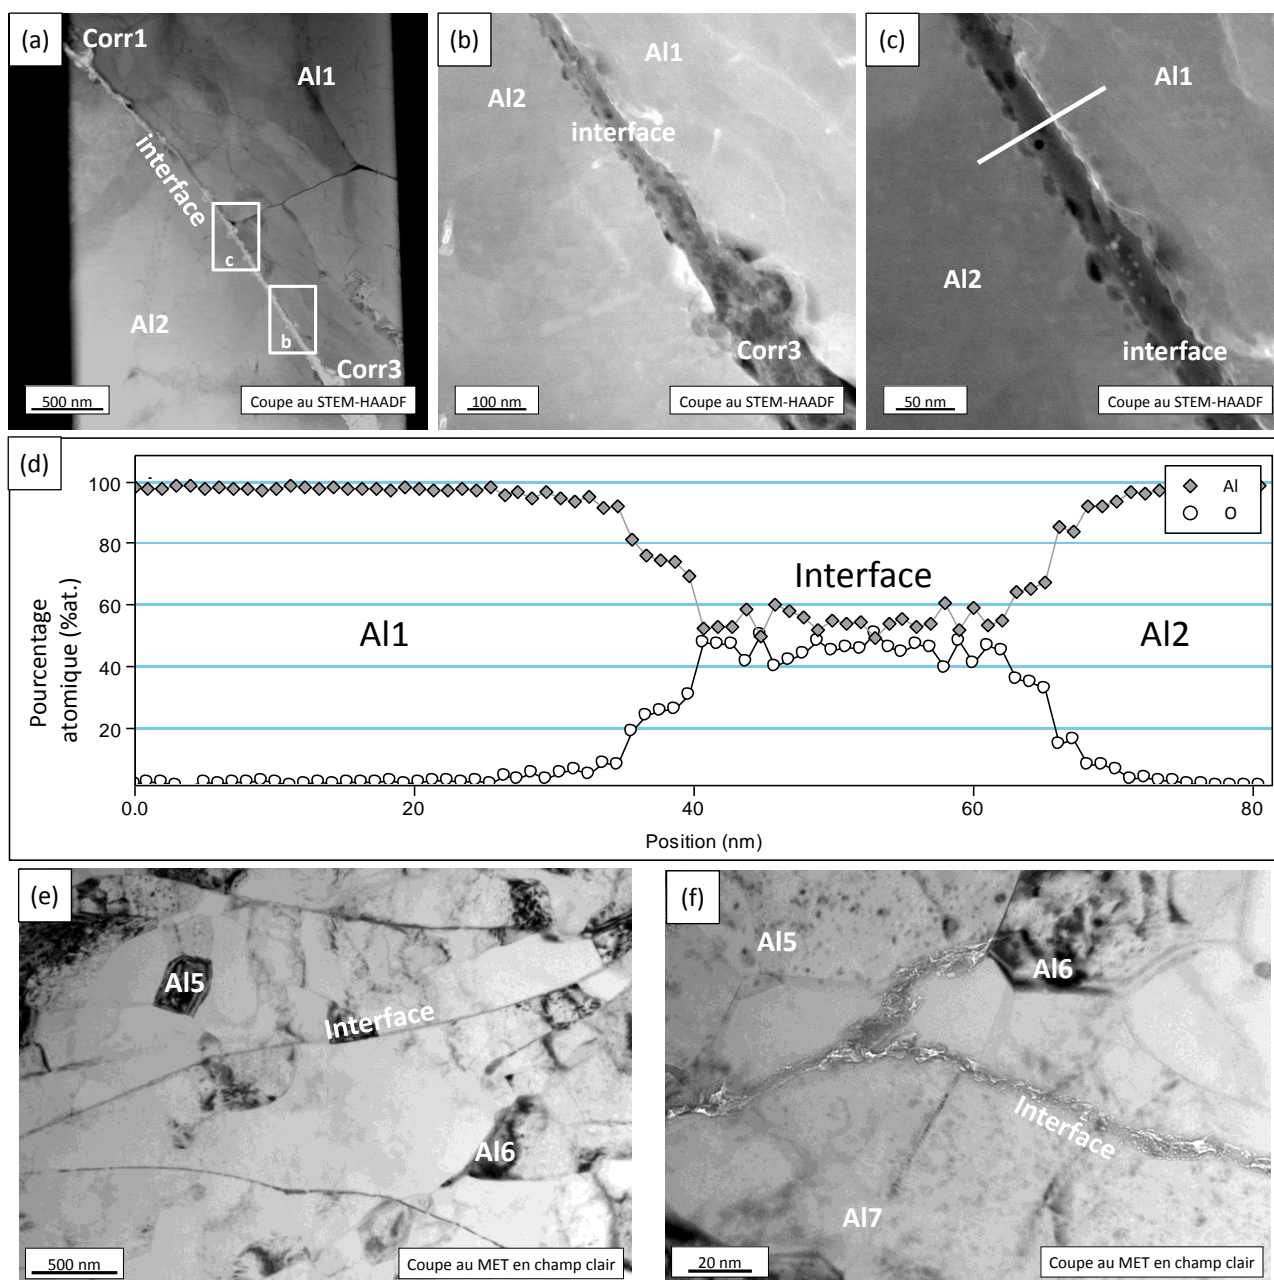 (a)
Corr1
Al1
interface
c
b
Al2
Corr3
500 nm
Coupe au STEM-HAADF
(b)
Al1
Al2
interface
Corr3
100 nm
Coupe au STEM-HAADF
(c)
Al1
Al2
interface
50 nm
Coupe au STEM-HAADF
(d)
Pourcentage
atomique (%at.)
100
80
60
40
20
Al1
Interface
Al2
Al
O
0.0
20
40
60
80
Position (nm)
(e)
Al5
Interface
Al6
500 nm
Coupe au MET en champ clair
(f)
Al5
Al6
Interface
Al7
20 nm
Coupe au MET en champ clair